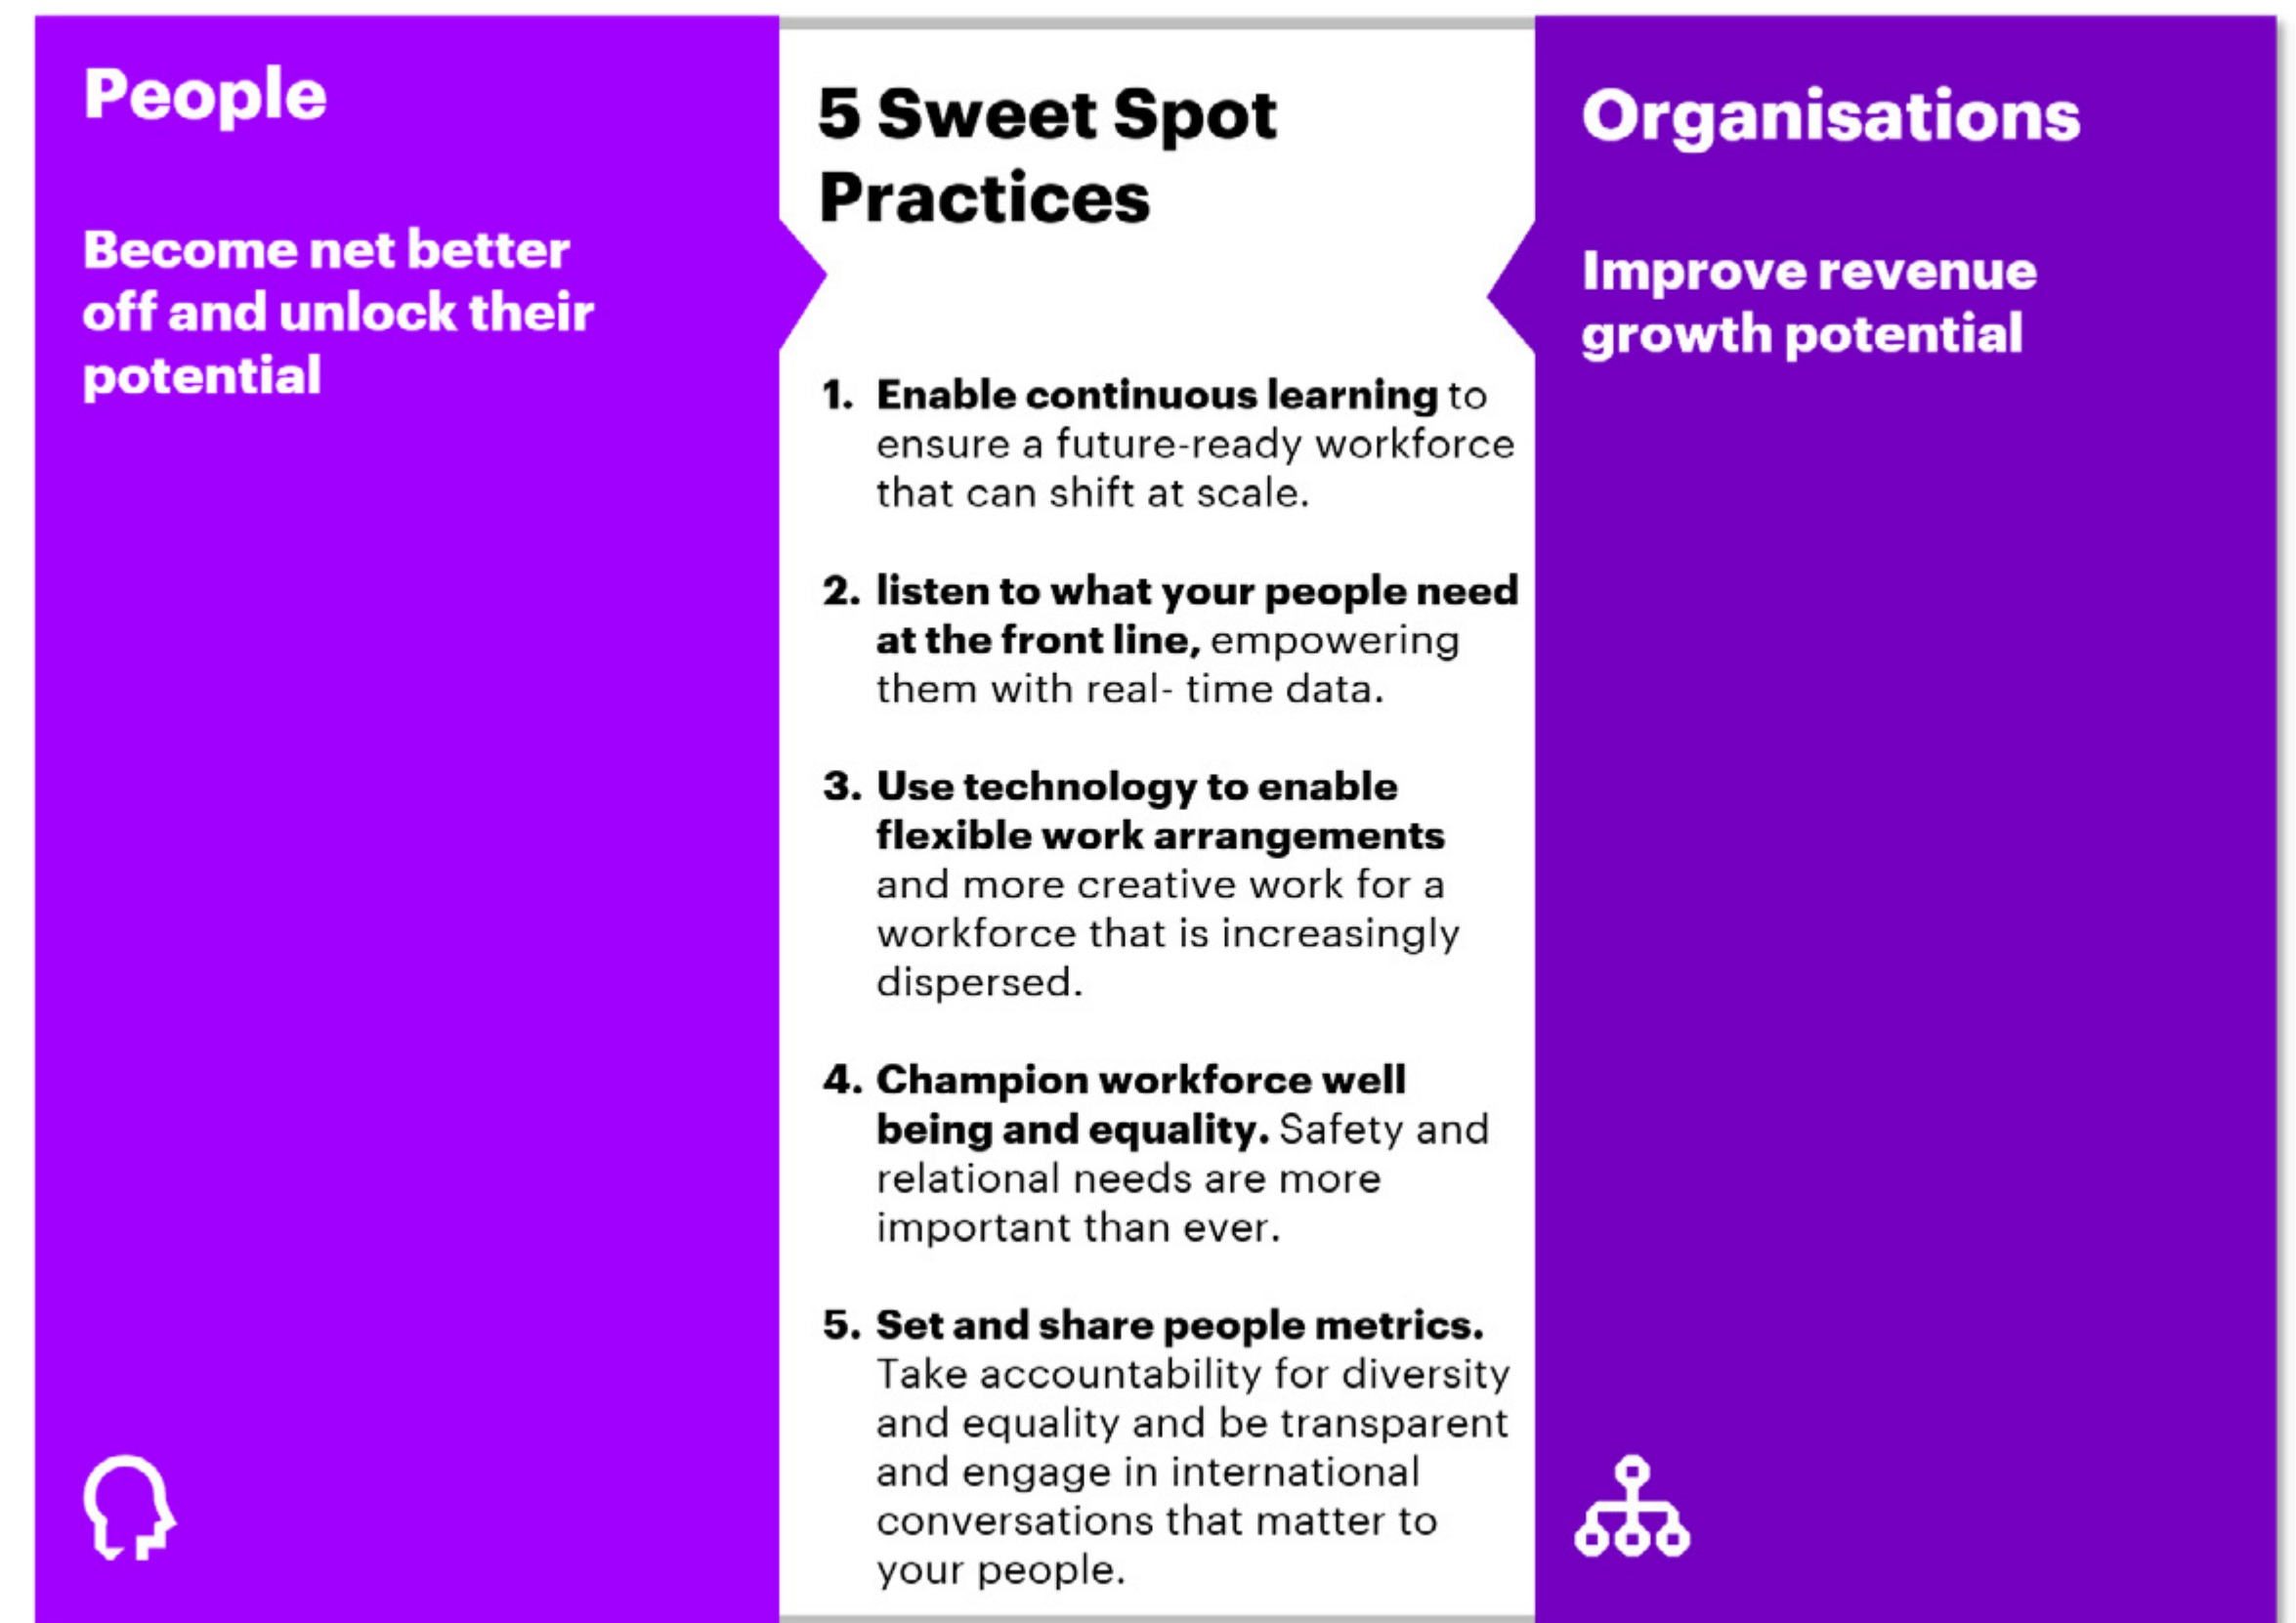 People
Become net better
off and unlock their
potential
5 Sweet Spot
Practices
1. Enable continuous learning to
ensure a future-ready workforce
that can shift at scale.
2. listen to what your people need
at the front line, empowering
them with real- time data.
3. Use technology to enable
flexible work arrangements
and more creative work for a
workforce that is increasingly
dispersed.
4. Champion workforce well
being and equality. Safety and
relational needs are more
important than ever.
5. Set and share people metrics.
Take accountability for diversity
and equality and be transparent
and engage in international
conversations that matter to
your people.
Organisations
Improve revenue
growth potential